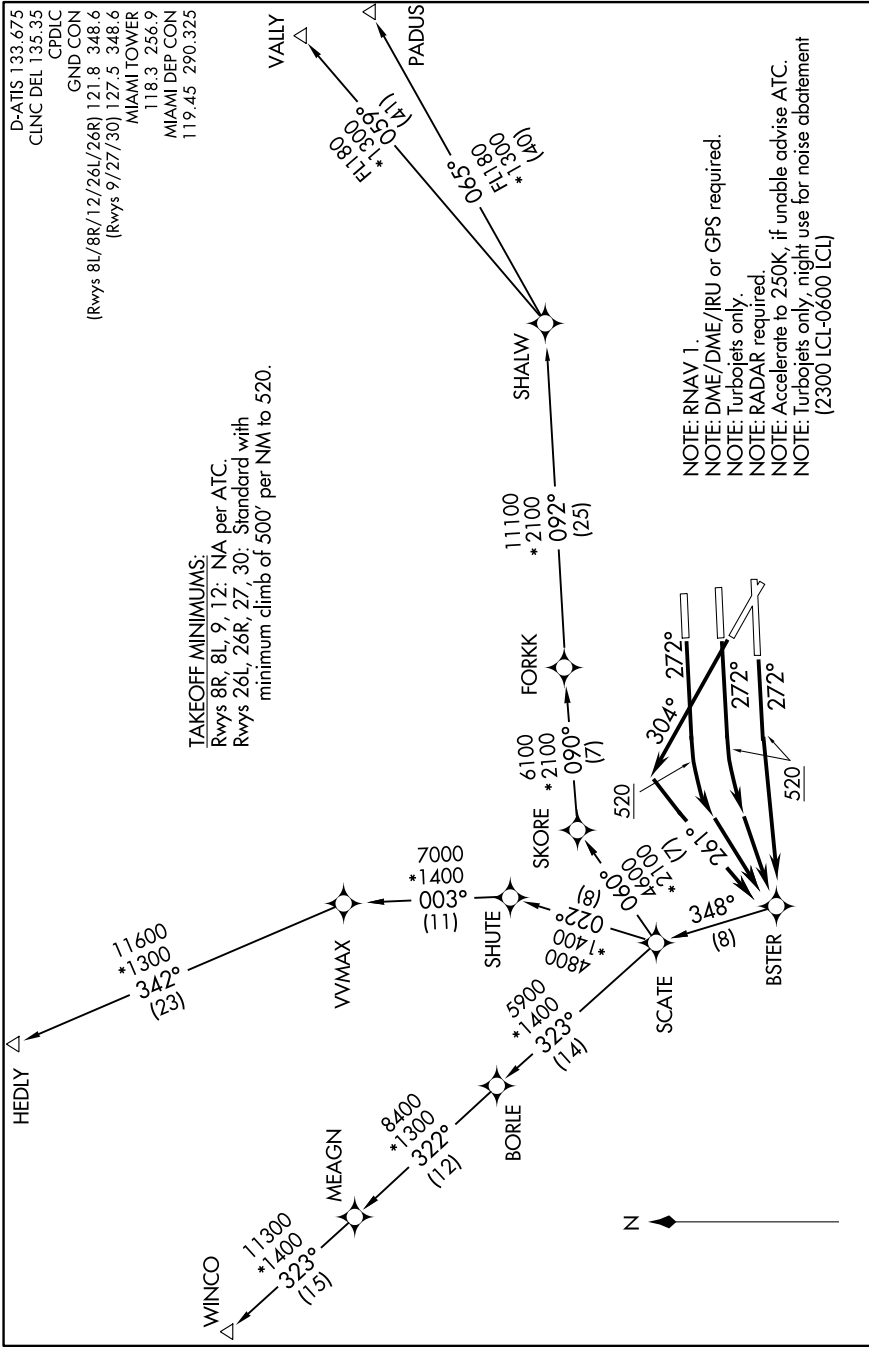 D-ATIS 133.675
CLNC DEL 135.35
CPDLC
GND CON
(Rwys 8L/8R/12/26L/26R) 121.8 348.6
(Rwys 9/27/30) 127.5 348.6
MIAMI TOWER
118.3 256.9
MIAMI DEP CON
119.45 290.325
TAKEOFF MINIMUMS:
Rwys 8R, 8L, 9, 12: NA per ATC.
Rwys 26L, 26R, 27, 30: Standard with
minimum climb of 500' per NM to 520.
HEDLY
11600
*1300
342°
(23)
VVMAX
7000
*1400
003°
(11)
SHUTE
4800
*1400
022°
(8)
WINCO
11300
*1400
323°
(15)
MEAGN
8400
*1300
322°
(12)
BORLE
5900
*1400
323°
(14)
SCATE
348°
(8)
BSTER
060°
4600
*2100
(7)
SKORE
6100
*2100
090°
(7)
FORKK
11100
*2100
092°
(25)
SHALW
FL180
*1300
059°
(41)
VALLY
065°
FL180
*1300
(40)
PADUS
261°
304°
272°
272°
272°
520
520
N
NOTE: RNAV 1.
NOTE: DME/DME/IRU or GPS required.
NOTE: Turbojets only.
NOTE: RADAR required.
NOTE: Accelerate to 250K, if unable advise ATC.
NOTE: Turbojets only, night use for noise abatement
(2300 LCL-0600 LCL)